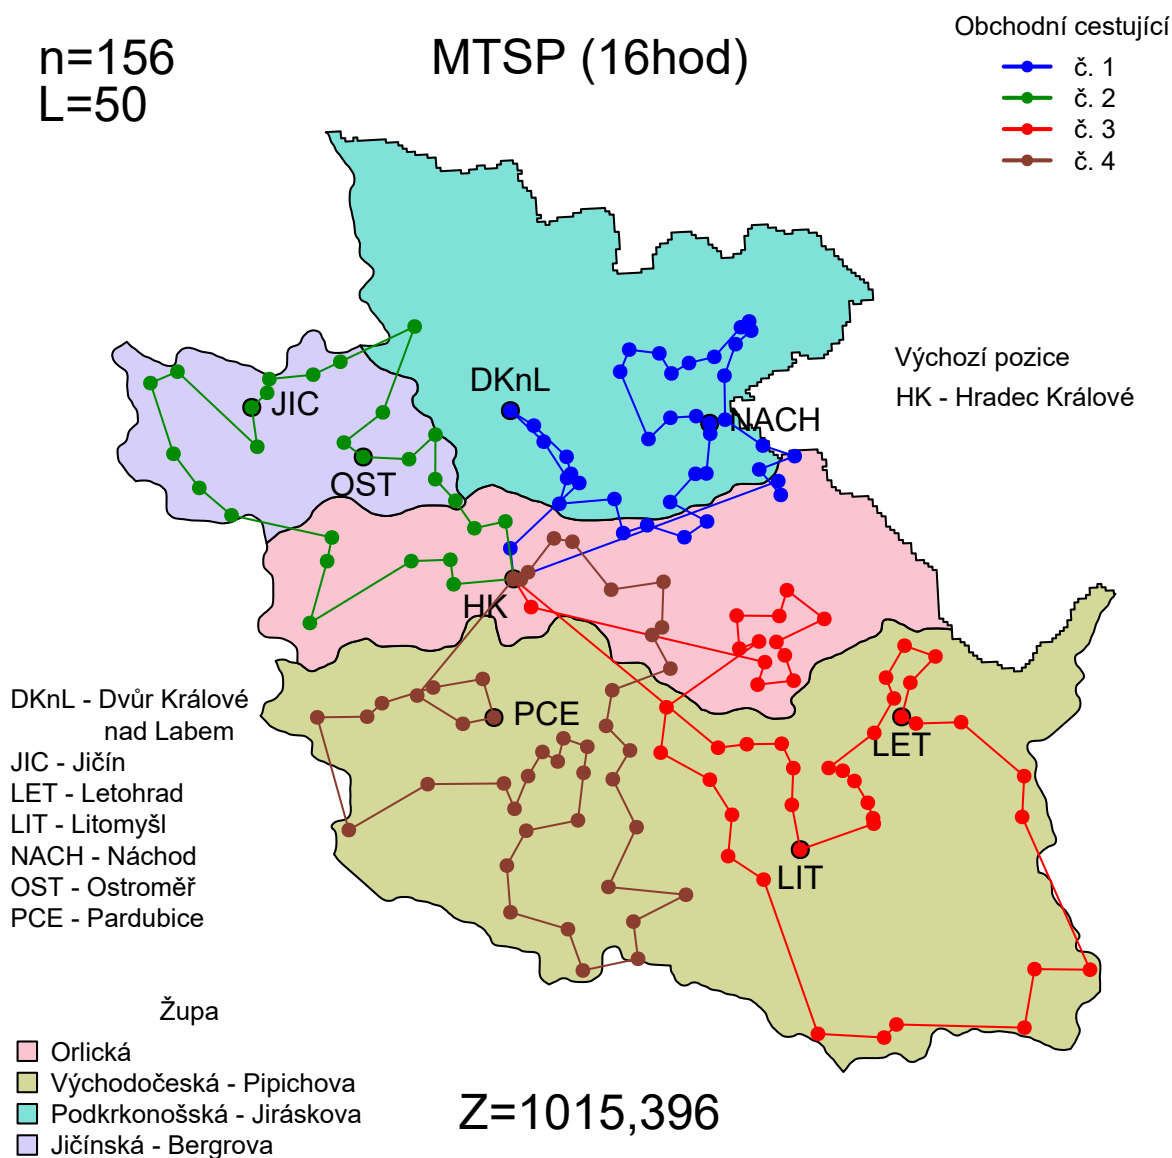 n=156
L=50
MTSP (16hod)
Obchodní cestující
č. 1
č. 2
č. 3
č. 4
Výchozí pozice
HK - Hradec Králové
DKnL
JIC
NACH
OST
HK
PCE
LET
LIT
DKnL - Dvůr Králové
nad Labem
JIC - Jičín
LET - Letohrad
LIT - Litomyšl
NACH - Náchod
OST - Ostroměř
PCE - Pardubice
Župa
Orlická
Východočeská - Pipichova
Podkrkonošská - Jiráskova
Jičínská - Bergrova
Z=1015,396